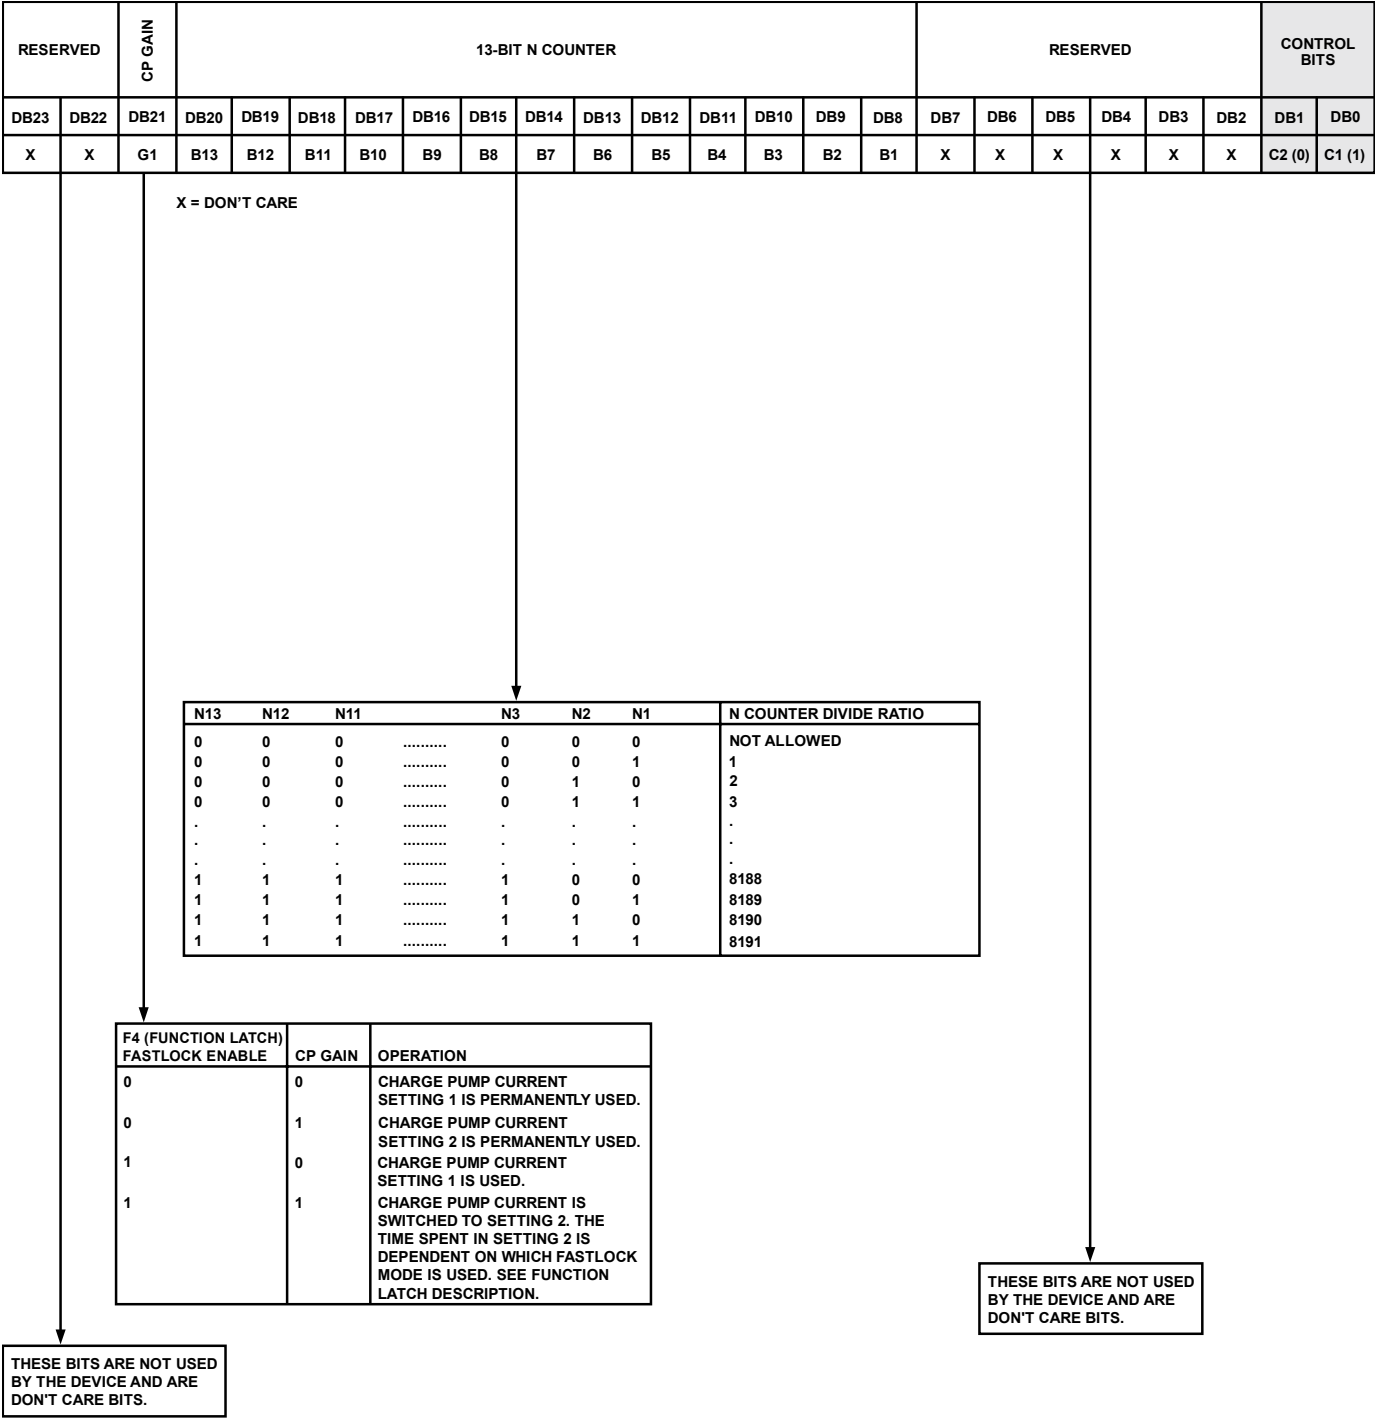 RESERVED CP GAIN 13-BIT N COUNTER RESERVED CONTROL
BITS
DB23 DB22 DB21 DB20 DB19 DB18 DB17 DB16 DB15 DB14 DB13 DB12 DB11 DB10 DB9 DB8 DB7 DB6 DB5 DB4 DB3 DB2 DB1 DB0
X X G1 B13 B12 B11 B10 B9 B8 B7 B6 B5 B4 B3 B2 B1 X X X X X X C2 (0) C1 (1)
X = DON'T CARE
N13 N12 N11 N3 N2 N1 N COUNTER DIVIDE RATIO
0 0 0 .......... 0 0 0 NOT ALLOWED
0 0 0 .......... 0 0 1 1
0 0 0 .......... 0 1 0 2
0 0 0 .......... 0 1 1 3
. . . .......... . . . .
. . . .......... . . . .
. . . .......... . . . .
1 1 1 .......... 1 0 0 8188
1 1 1 .......... 1 0 1 8189
1 1 1 .......... 1 1 0 8190
1 1 1 .......... 1 1 1 8191
F4 (FUNCTION LATCH)
FASTLOCK ENABLE CP GAIN OPERATION
0 0 CHARGE PUMP CURRENT
SETTING 1 IS PERMANENTLY USED.
0 1 CHARGE PUMP CURRENT
SETTING 2 IS PERMANENTLY USED.
1 0 CHARGE PUMP CURRENT
SETTING 1 IS USED.
1 1 CHARGE PUMP CURRENT IS
SWITCHED TO SETTING 2. THE
TIME SPENT IN SETTING 2 IS
DEPENDENT ON WHICH FASTLOCK
MODE IS USED. SEE FUNCTION
LATCH DESCRIPTION.
THESE BITS ARE NOT USED
BY THE DEVICE AND ARE
DON'T CARE BITS.
THESE BITS ARE NOT USED
BY THE DEVICE AND ARE
DON'T CARE BITS.